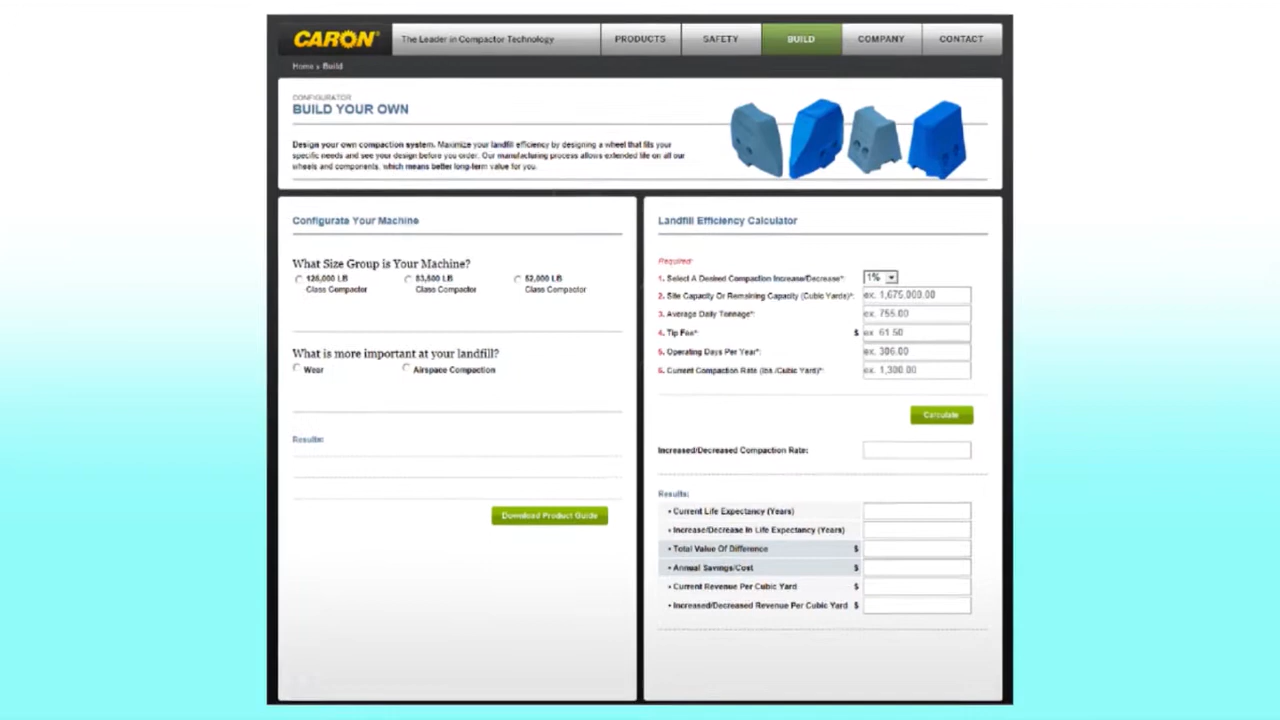 CARON
The Leader in Compactor Technology
PRODUCTS
SAFETY
BUILD
COMPANY
CONTACT
Home » Build
CONFIGURATOR
BUILD YOUR OWN
Design your own compaction system. Maximize your landfill efficiency by designing a wheel that fits your
specific needs and see your design before you order. Our manufacturing process allows extended life on all our
wheels and components, which means better long-term value for you.
Configurate Your Machine
What Size Group is Your Machine?
125,000 LB
Class Compactor
83,500 LB
Class Compactor
52,000 LB
Class Compactor
What is more important at your landfill?
Wear
Airspace Compaction
Results:
Download Product Guide
Landfill Efficiency Calculator
Required:
1. Select A Desired Compaction Increase/Decrease*:
1%
2. Site Capacity Or Remaining Capacity (Cubic Yards)*:
ex. 1,675,000.00
3. Average Daily Tonnage*:
ex. 755.00
4. Tip Fee*:
$ ex. 61.50
5. Operating Days Per Year*:
ex. 306.00
6. Current Compaction Rate (lbs./Cubic Yard)*:
ex. 1,300.00
Calculate
Increased/Decreased Compaction Rate:
Results:
• Current Life Expectancy (Years)
• Increase/Decrease In Life Expectancy (Years)
• Total Value Of Difference $
• Annual Savings/Cost $
• Current Revenue Per Cubic Yard $
• Increased/Decreased Revenue Per Cubic Yard $